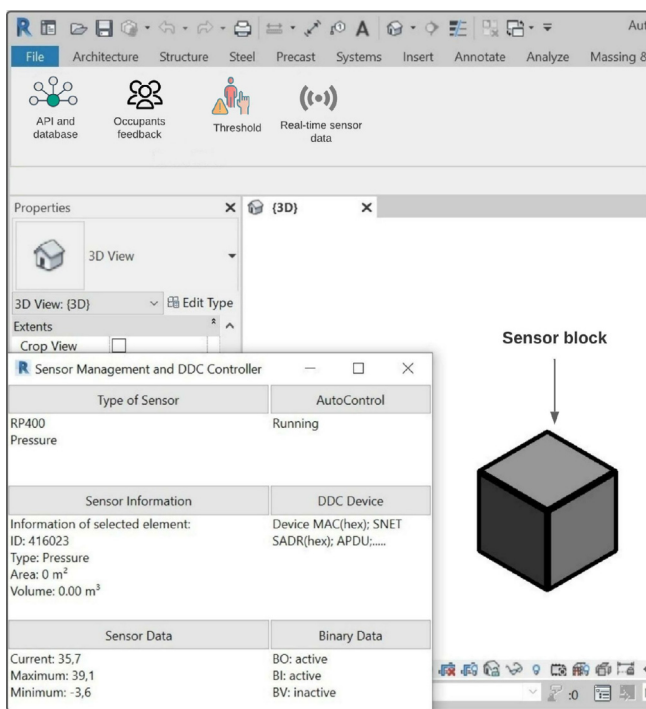 R
A
Aut
File Architecture Structure Steel Precast Systems Insert Annotate Analyze Massing &
API and
database
Occupants
feedback
Threshold
Real-time sensor
data
Properties
{3D}
3D View
3D View: {3D}
Edit Type
Extents
Crop View
Sensor block
R Sensor Management and DDC Controller
Type of Sensor
AutoControl
RP400
Pressure
Running
Sensor Information
DDC Device
Information of selected element:
ID: 416023
Type: Pressure
Area: 0 m²
Volume: 0.00 m³
Device MAC(hex); SNET
SADR(hex); APDU;.....
Sensor Data
Binary Data
Current: 35,7
Maximum: 39,1
Minimum: -3,6
BO: active
BI: active
BV: inactive
:0